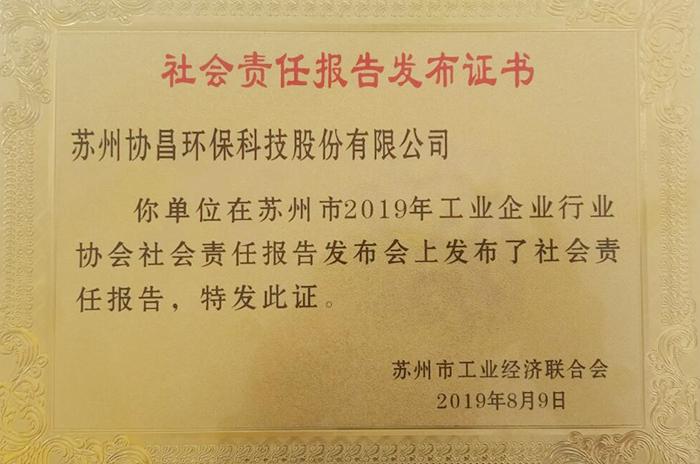 社会责任报告发布证书
苏州协昌环保科技股份有限公司
你单位在苏州市2019年工业企业行业
协会社会责任报告发布会上发布了社会责
任报告，特发此证。
苏州市工业经济联合会
2019年8月9日